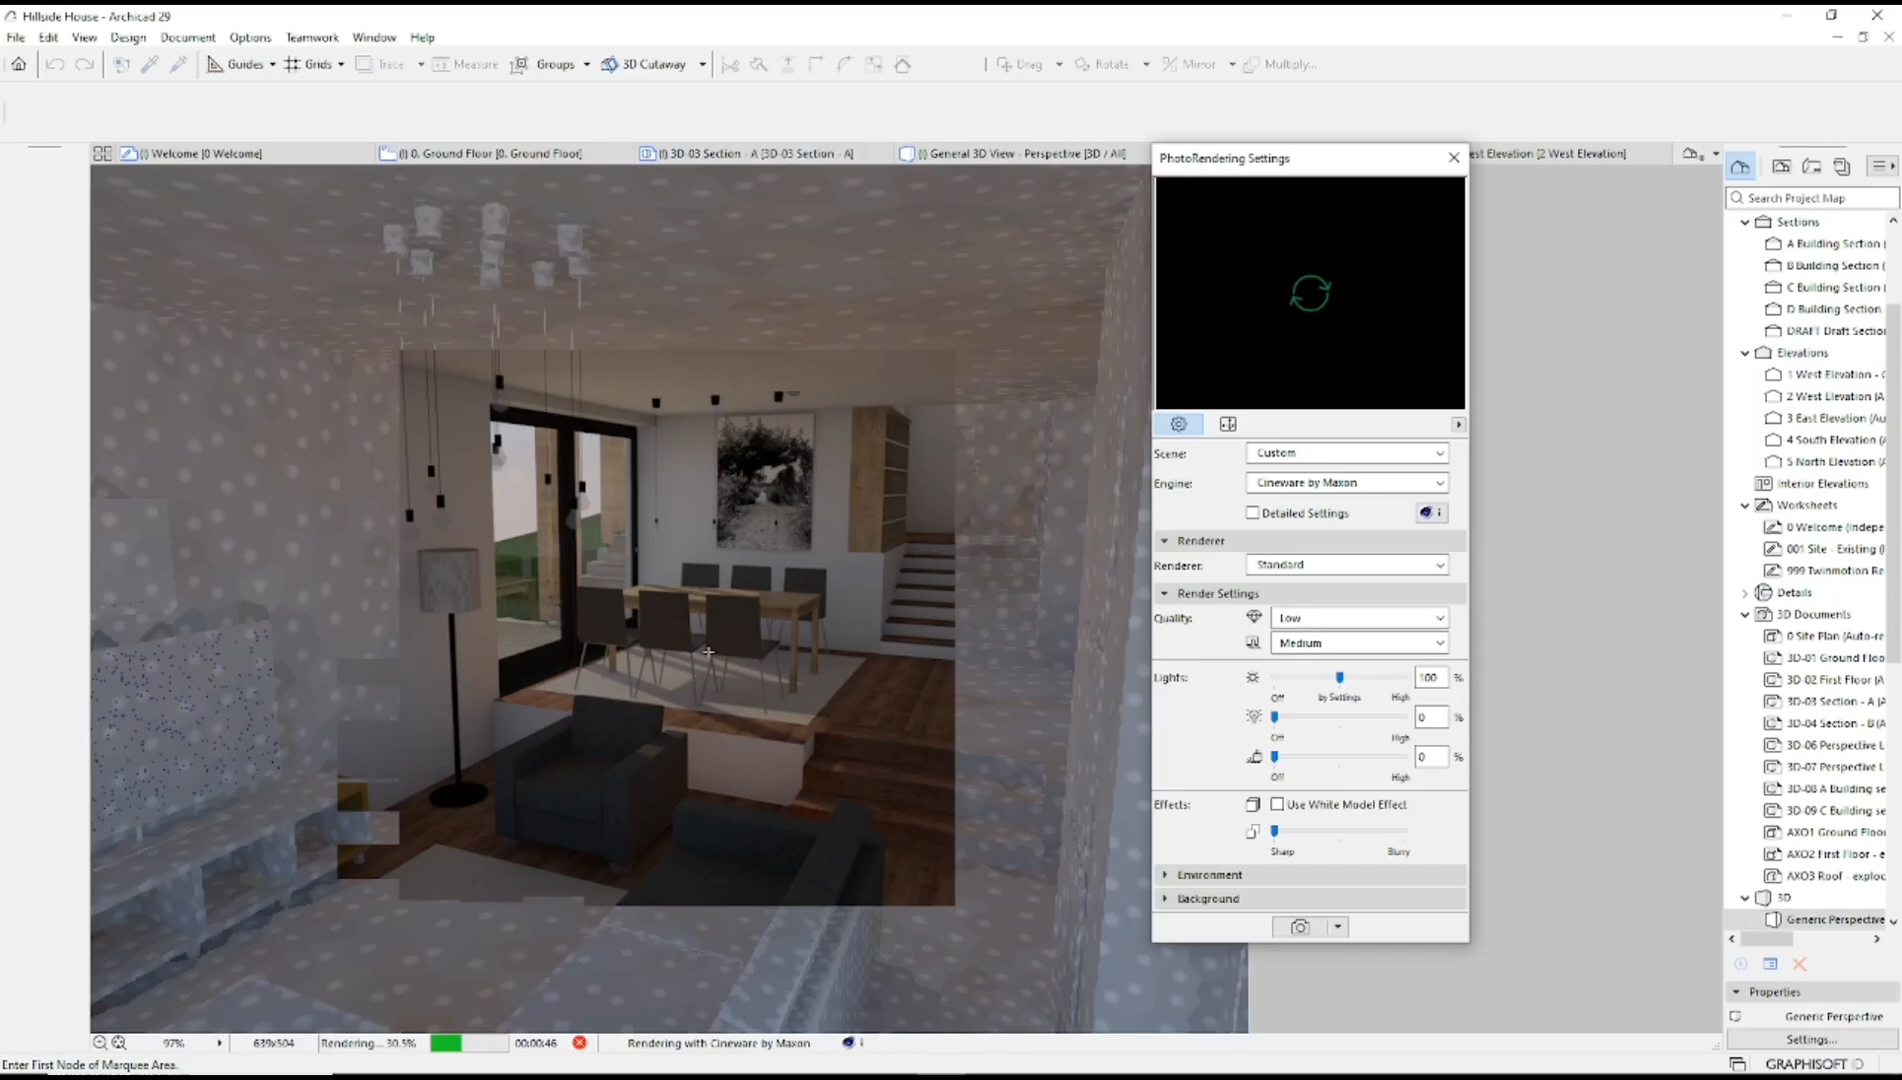 Hillside House - Archicad 29
File Edit View Design Document Options Teamwork Window Help
Guides Grids Trace Measure Groups 3D Cutaway Drag Rotate Mirror Multiply...
(!) Welcome [0 Welcome]
(!) 0. Ground Floor [0. Ground Floor]
(!) 3D-03 Section - A [3D-03 Section - A]
(!) General 3D View - Perspective [3D / All]
est Elevation [2 West Elevation]
PhotoRendering Settings
Scene: Custom
Engine: Cineware by Maxon
Detailed Settings
Renderer
Renderer: Standard
Render Settings
Quality: Low
Medium
Lights: 100 %
Off by Settings High
0 %
Off High
0 %
Off High
Effects: Use White Model Effect
Sharp Blurry
Environment
Background
Search Project Map
Sections
A Building Section (
B Building Section (
C Building Section (
D Building Section
DRAFT Draft Sectio
Elevations
1 West Elevation - 
2 West Elevation (A
3 East Elevation (Au
4 South Elevation (
5 North Elevation (A
Interior Elevations
Worksheets
0 Welcome (Indepe
001 Site - Existing (I
999 Twinmotion Re
Details
3D Documents
0 Site Plan (Auto-re
3D-01 Ground Floo
3D-02 First Floor (A
3D-03 Section - A (A
3D-04 Section - B (A
3D-06 Perspective L
3D-07 Perspective L
3D-08 A Building se
3D-09 C Building se
AXO1 Ground Floor
AXO2 First Floor - e
AXO3 Roof - explod
3D
Generic Perspective
Properties
Generic Perspective
Settings...
97% 639x504 Rendering... 30.5% 00:00:46 Rendering with Cineware by Maxon
Enter First Node of Marquee Area.
GRAPHISOFT